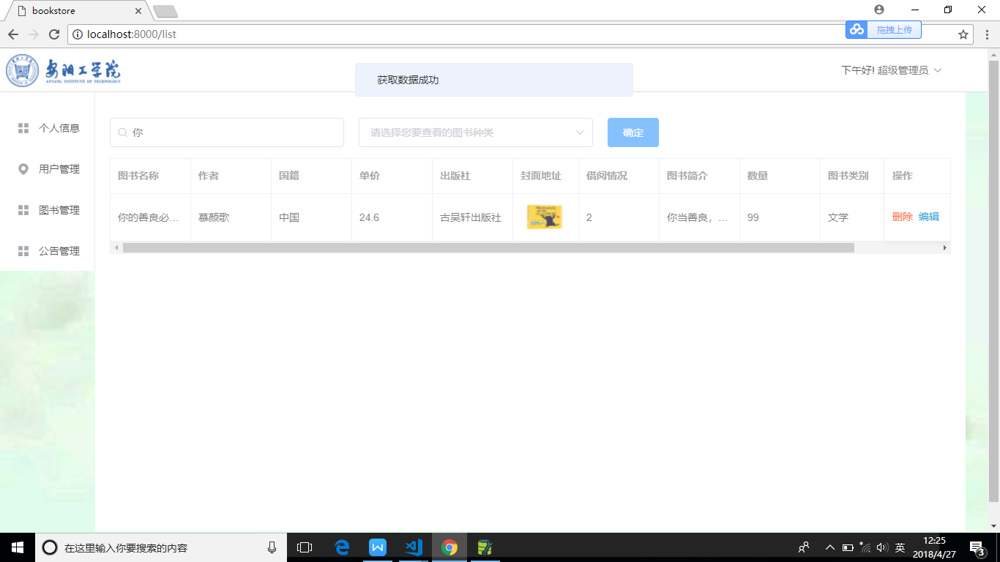 bookstore
localhost:8000/list
拖拽上传
安阳工学院
ANYANG INSTITUTE OF TECHNOLOGY
获取数据成功
下午好! 超级管理员
个人信息
用户管理
图书管理
公告管理
你
请选择您要查看的图书种类
确定
图书名称 作者 国籍 单价 出版社 封面地址 借阅情况 图书简介 数量 图书类别 操作
你的善良必... 慕颜歌 中国 24.6 古吴轩出版社 2 你当善良，... 99 文学 删除 编辑
在这里输入你要搜索的内容
英
12:25
2018/4/27
3